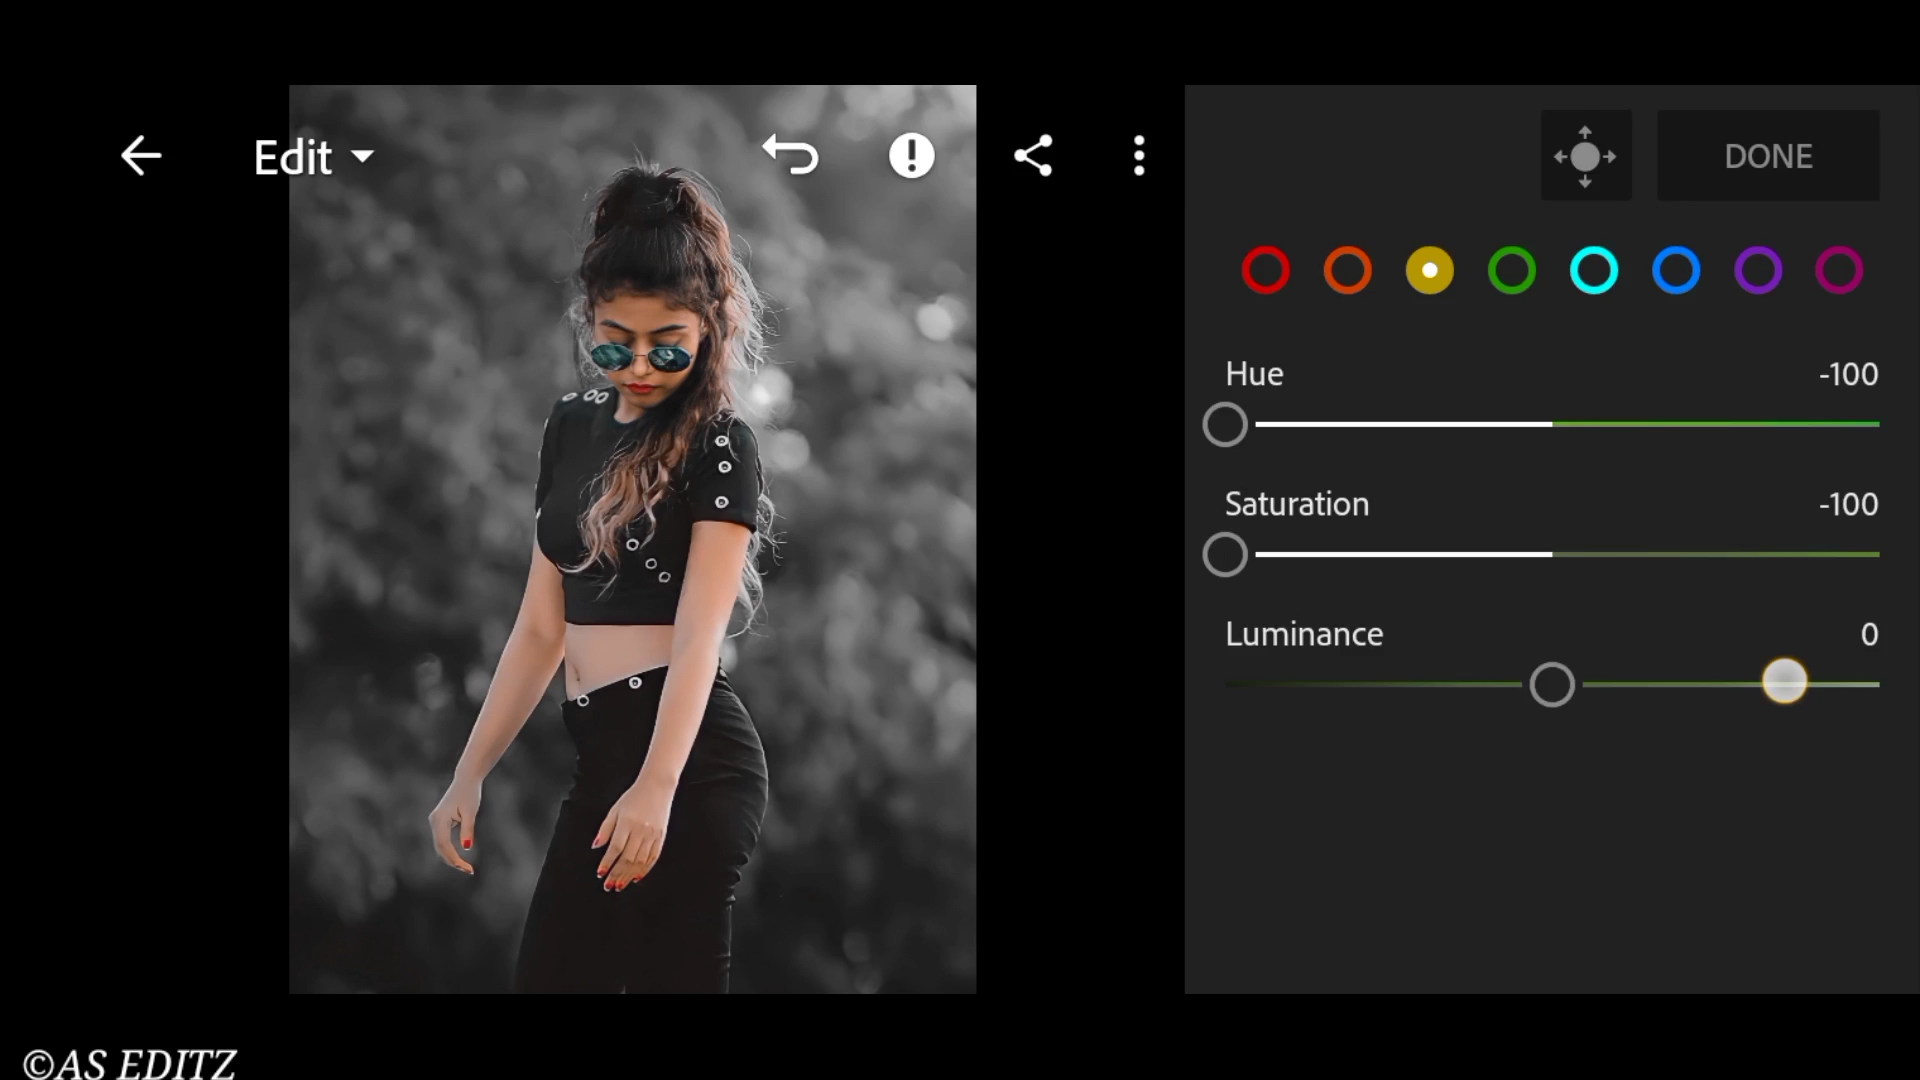 Edit
DONE
Hue -100
Saturation -100
Luminance 0
©AS EDITZ